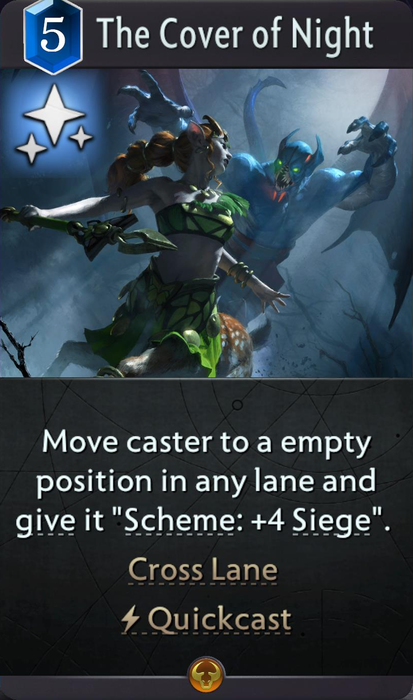 5 The Cover of Night
Move caster to a empty
position in any lane and
give it "Scheme: +4 Siege".
Cross Lane
Quickcast